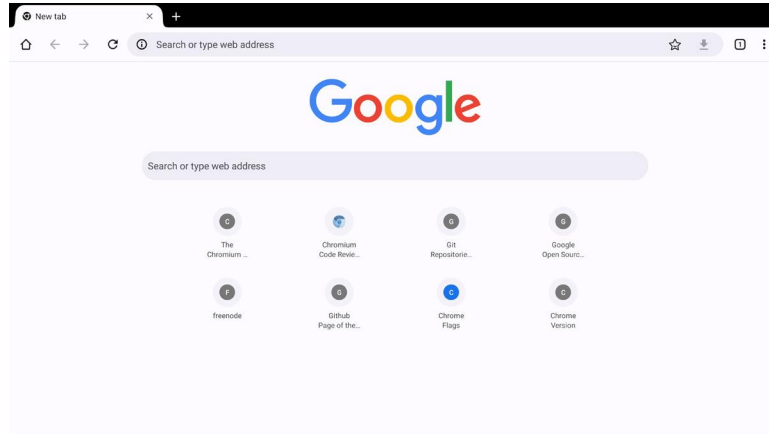 New tab
Search or type web address
1
Google
Search or type web address
C
The
Chromium ...
Chromium
Code Revie...
G
Git
Repositorie...
G
Google
Open Sourc...
F
freenode
G
Github
Page of the...
C
Chrome
Flags
C
Chrome
Version